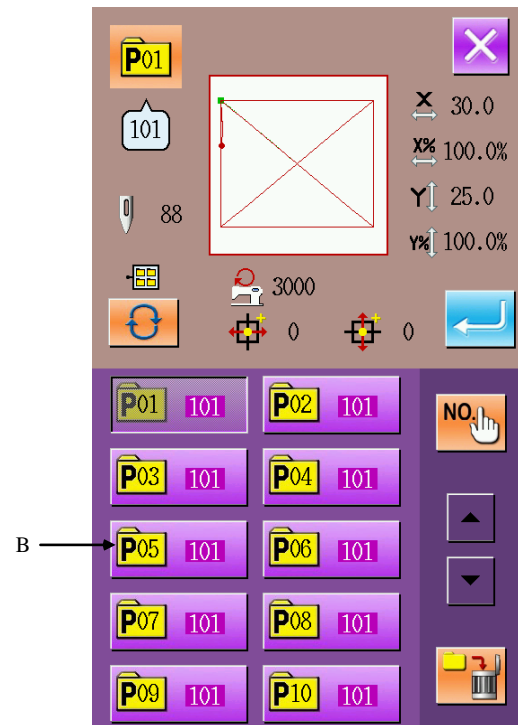 P01
101
88
X 30.0
X% 100.0%
Y 25.0
Y% 100.0%
3000
0 0
P01 101 P02 101
NO.
P03 101 P04 101
B P05 101 P06 101
P07 101 P08 101
P09 101 P10 101